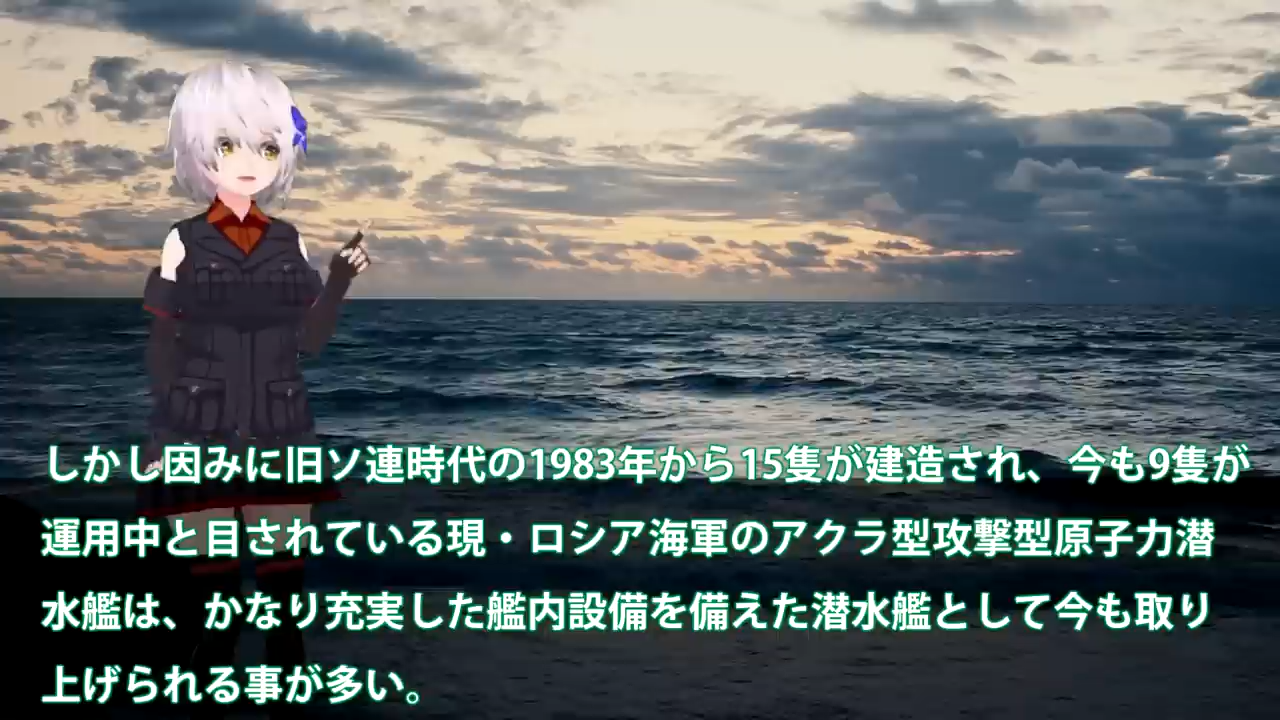 しかし因みに旧ソ連時代の1983年から15隻が建造され、今も9隻が
運用中と目されている現・ロシア海軍のアクラ型攻撃型原子力潜
水艦は、かなり充実した艦内設備を備えた潜水艦として今も取り
上げられる事が多い。